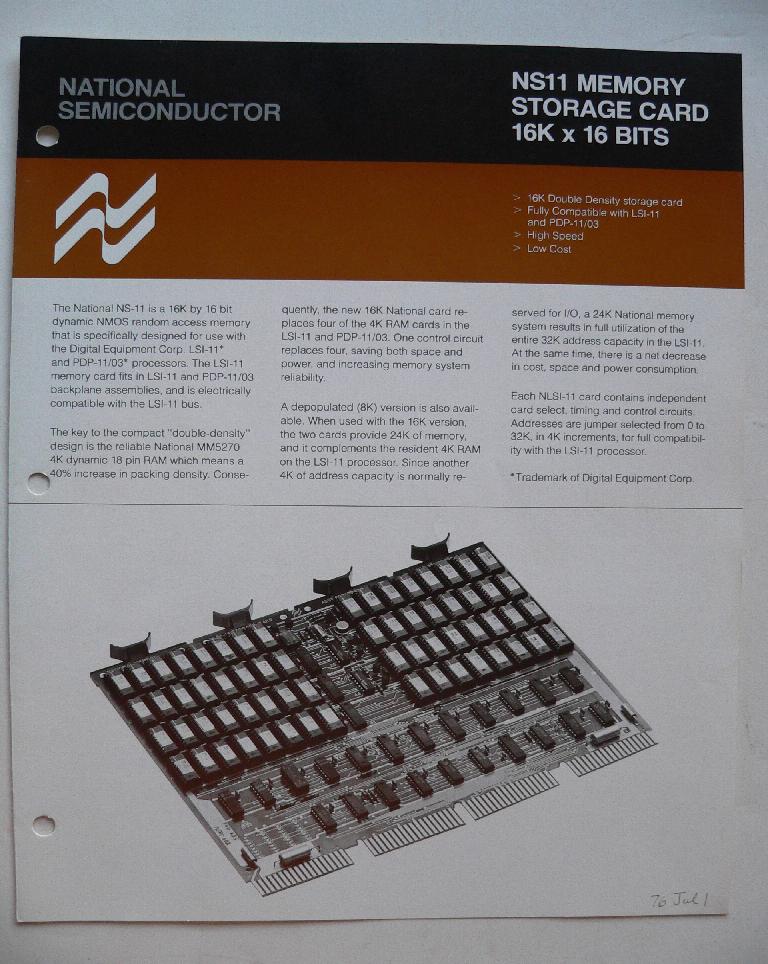 NATIONAL
SEMICONDUCTOR
NS11 MEMORY
STORAGE CARD
16K x 16 BITS
> 16K Double Density storage card
> Fully Compatible with LSI-11
and PDP-11/03
> High Speed
> Low Cost
The National NS-11 is a 16K by 16 bit
dynamic NMOS random access memory
that is specifically designed for use with
the Digital Equipment Corp. LSI-11*
and PDP-11/03* processors. The LSI-11
memory card fits in LSI-11 and PDP-11/03
backplane assemblies, and is electrically
compatible with the LSI-11 bus.
The key to the compact "double-density"
design is the reliable National MM5270
4K dynamic 18 pin RAM which means a
40% increase in packing density. Conse-
quently, the new 16K National card re-
places four of the 4K RAM cards in the
LSI-11 and PDP-11/03. One control circuit
replaces four, saving both space and
power, and increasing memory system
reliability.
A depopulated (8K) version is also avail-
able. When used with the 16K version,
the two cards provide 24K of memory,
and it complements the resident 4K RAM
on the LSI-11 processor. Since another
4K of address capacity is normally re-
served for I/O, a 24K National memory
system results in full utilization of the
entire 32K address capacity in the LSI-11.
At the same time, there is a net decrease
in cost, space and power consumption.
Each NLSI-11 card contains independent
card select, timing and control circuits.
Addresses are jumper selected from 0 to
32K, in 4K increments, for full compatibil-
ity with the LSI-11 processor.
*Trademark of Digital Equipment Corp.
76 Jul 1